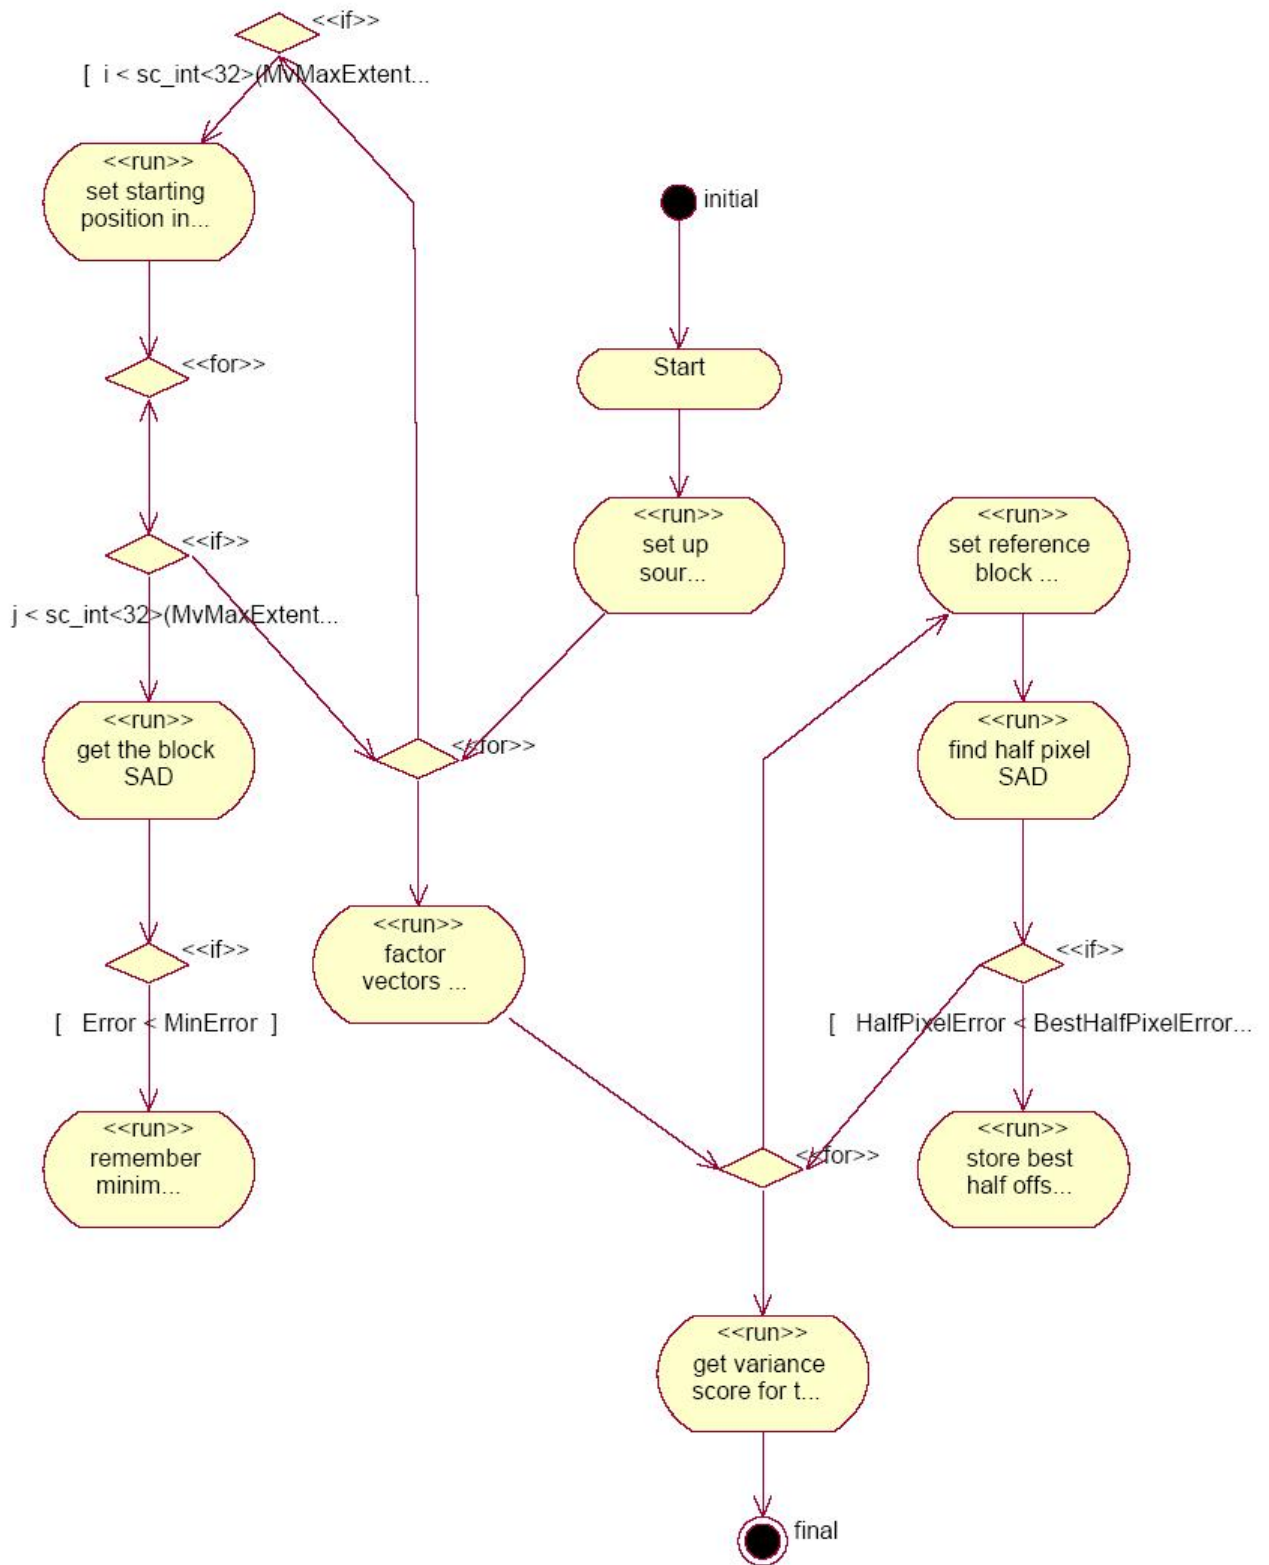 <<if>>
[ i < sc_int<32>(MvMaxExtent...
<<run>>
set starting
position in...
initial
<<for>>
Start
<<if>>
j < sc_int<32>(MvMaxExtent...
<<run>>
set up
sour...
<<run>>
set reference
block ...
<<run>>
get the block
SAD
<<for>>
<<run>>
find half pixel
SAD
<<if>>
[ Error < MinError ]
<<run>>
factor
vectors ...
<<if>>
[ HalfPixelError < BestHalfPixelError...
<<run>>
remember
minim...
<<for>>
<<run>>
store best
half offs...
<<run>>
get variance
score for t...
final